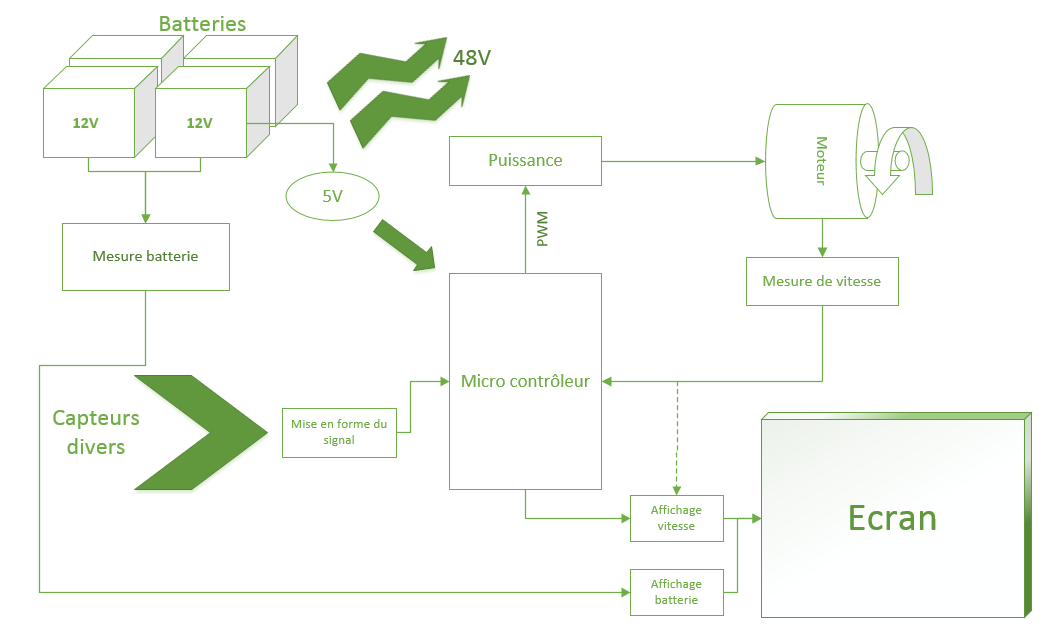 Batteries
48V
12V
12V
5V
Puissance
Moteur
PWM
Mesure batterie
Mesure de vitesse
Micro contrôleur
Capteurs
divers
Mise en forme du
signal
Affichage
vitesse
Ecran
Affichage
batterie